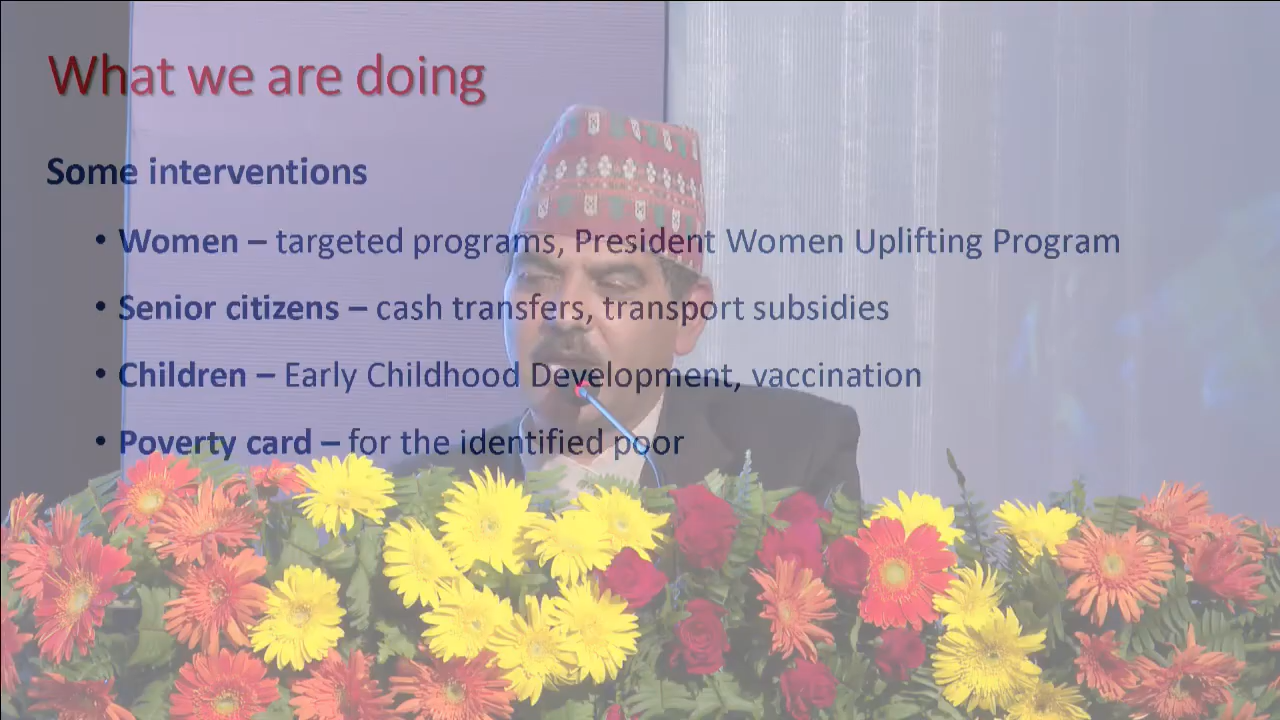 What we are doing
Some interventions
• Women – targeted programs, President Women Uplifting Program
• Senior citizens – cash transfers, transport subsidies
• Children – Early Childhood Development, vaccination
• Poverty card – for the identified poor